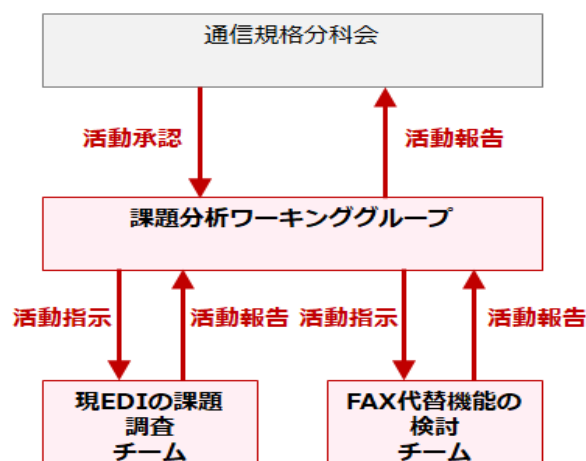 通信規格分科会
活動承認
活動報告
課題分析ワーキンググループ
活動指示
活動報告
活動指示
活動報告
現EDIの課題
調査
チーム
FAX代替機能の
検討
チーム